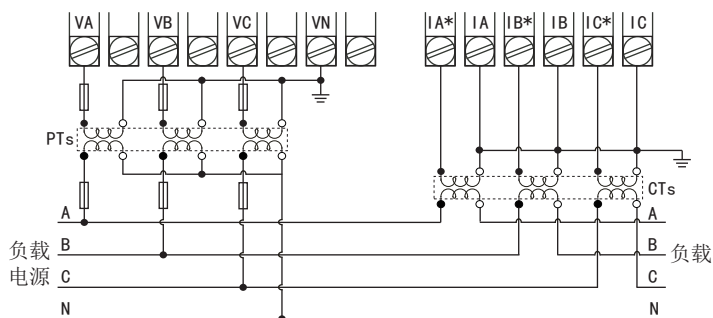 VA VB VC VN IA* IA IB* IB IC* IC
PTs
CTs
A A
负载 B B 负载
电源 C C
N N